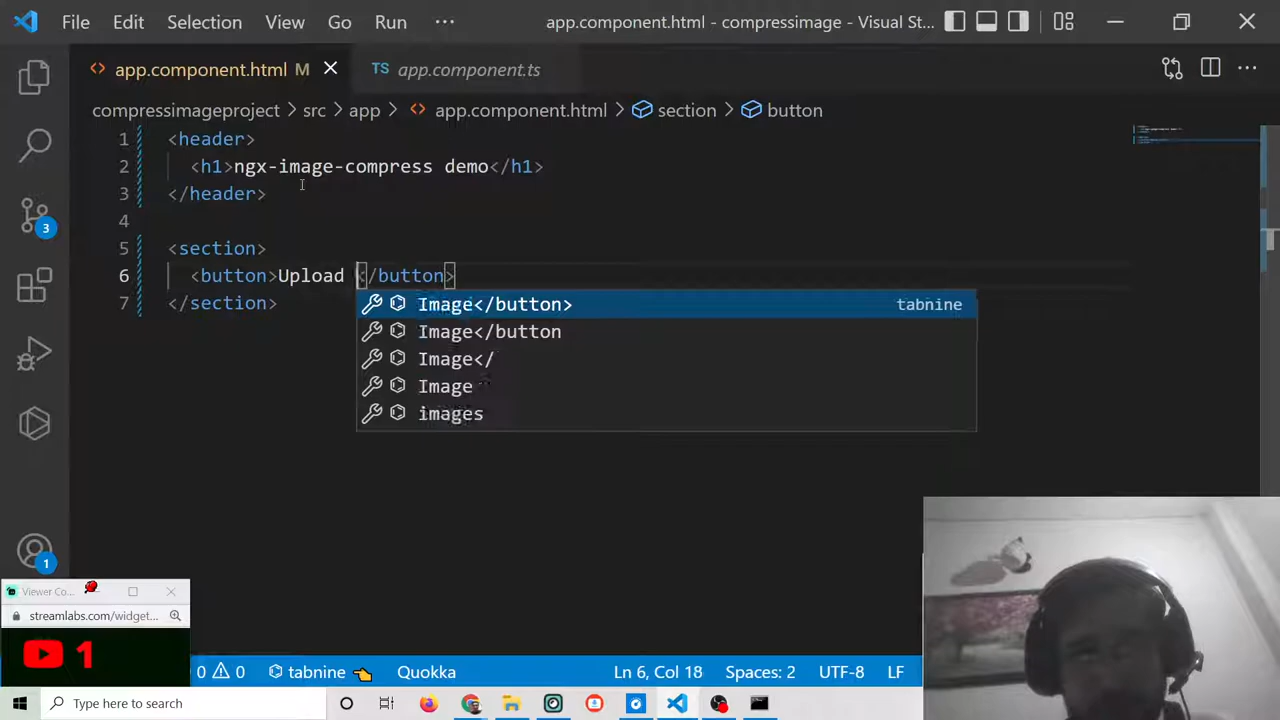 File Edit Selection View Go Run ··· app.component.html - compressimage - Visual St...
app.component.html M TS app.component.ts
compressimageproject > src > app > app.component.html > section > button
1 <header>
2 <h1>ngx-image-compress demo</h1>
3 </header>
4
5 <section>
6 <button>Upload </button>
7 </section>
Image</button> tabnine
Image</button
Image</
Image
images
3
1
Viewer Co...
streamlabs.com/widget...
1
0 0 tabnine Quokka Ln 6, Col 18 Spaces: 2 UTF-8 LF
Type here to search